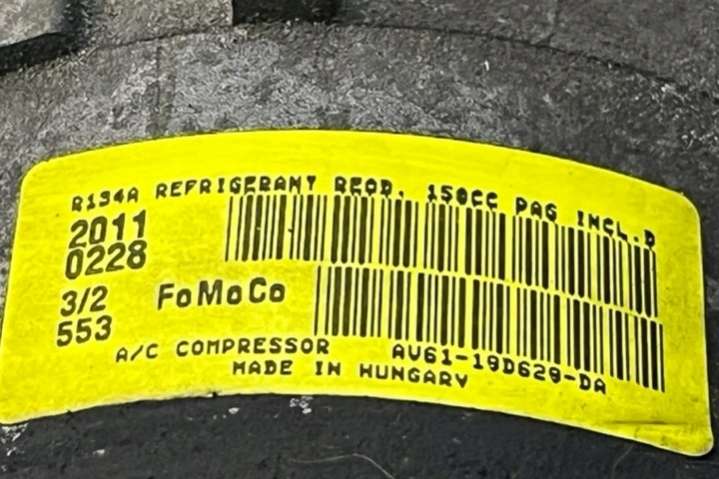 R134A REFRIGERANT REQD. 150CC PAG INCL.D
2011
0228
3/2
553
FoMoCo
A/C COMPRESSOR AV61-19D629-DA
MADE IN HUNGARY